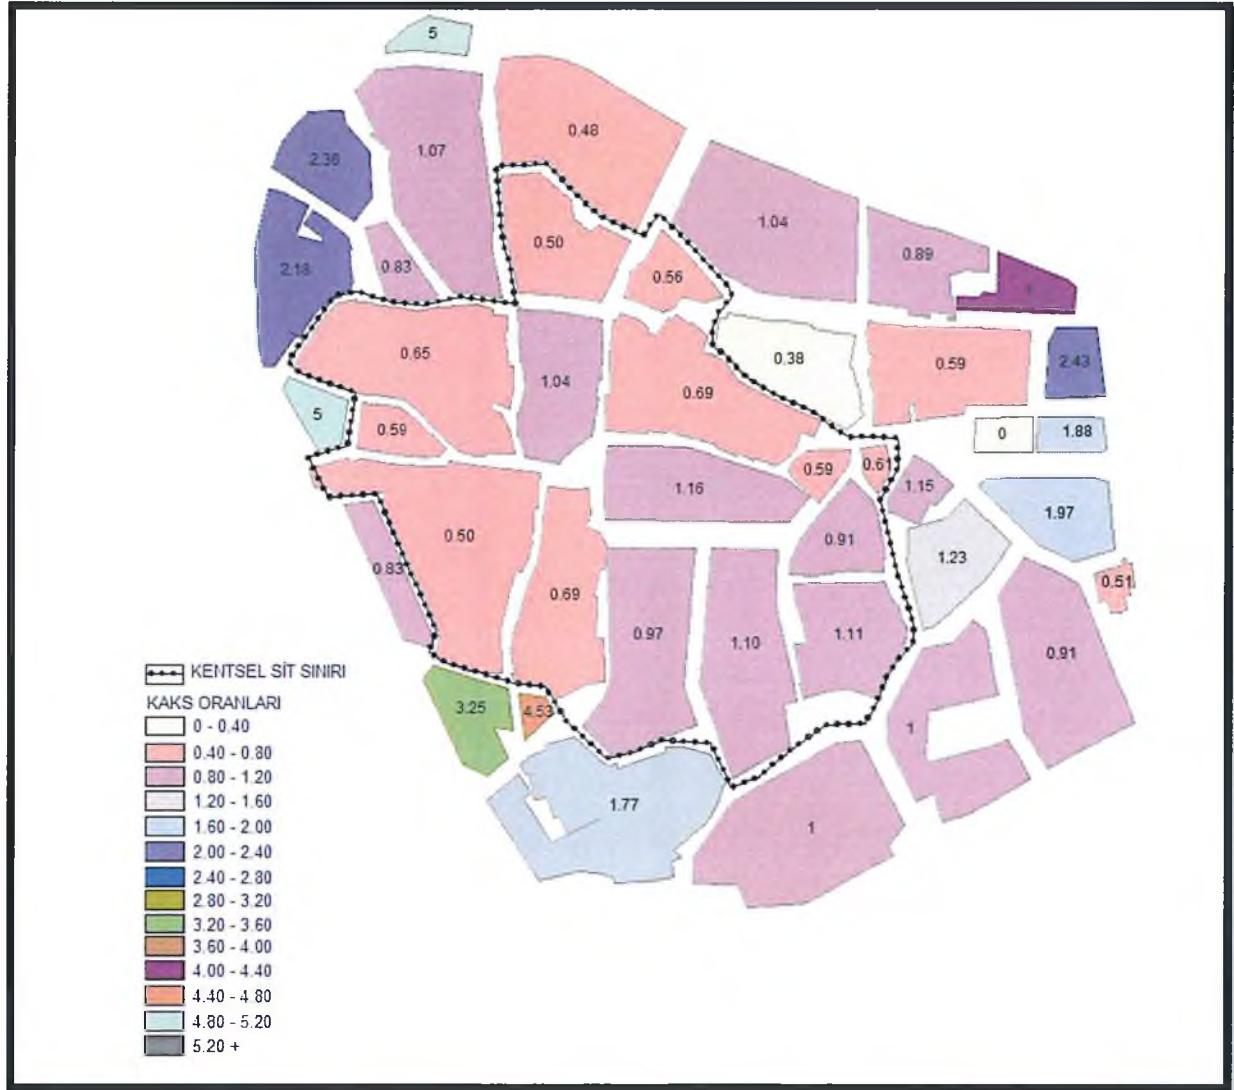 5
0.48
1.07
2.36
1.04
0.50
0.89
0.83
2.18
0.56
4
0.65
0.38
0.59
2.43
1.04
0.69
5
0.59
0
1.88
0.59
0.61
1.16
1.15
1.97
0.50
0.91
1.23
0.83
0.51
0.69
0.97
1.10
1.11
0.91
KENTSEL SİT SINIRI
KAKS ORANLARI
0 - 0.40
0.40 - 0.80
0.80 - 1.20
1.20 - 1.60
1.60 - 2.00
2.00 - 2.40
2.40 - 2.80
2.80 - 3.20
3.20 - 3.60
3.60 - 4.00
4.00 - 4.40
4.40 - 4.80
4.80 - 5.20
5.20 +
3.25
4.53
1
1.77
1